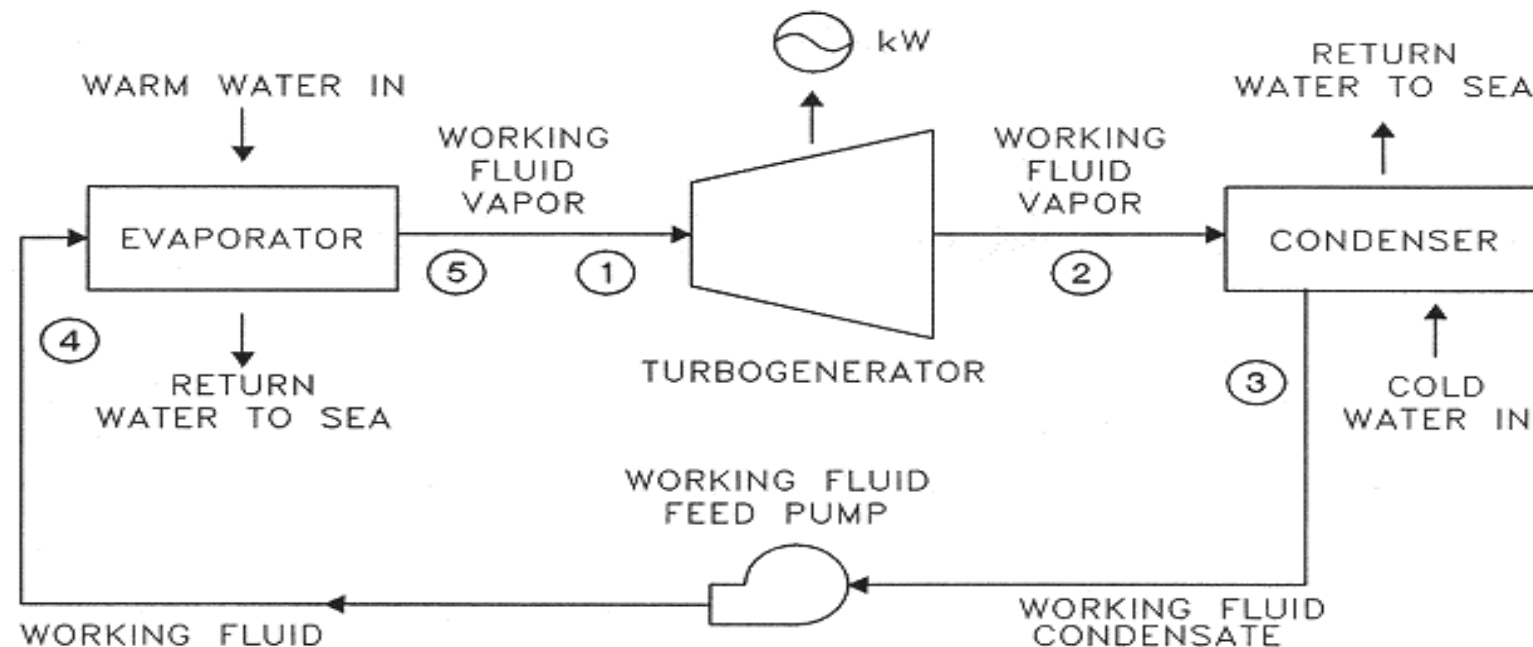 kW
RETURN
WATER TO SEA
WARM WATER IN
WORKING
FLUID
VAPOR
WORKING
FLUID
VAPOR
EVAPORATOR
CONDENSER
5
1
2
4
3
TURBOGENERATOR
RETURN
WATER TO SEA
COLD
WATER IN
WORKING FLUID
FEED PUMP
WORKING FLUID
WORKING FLUID
CONDENSATE